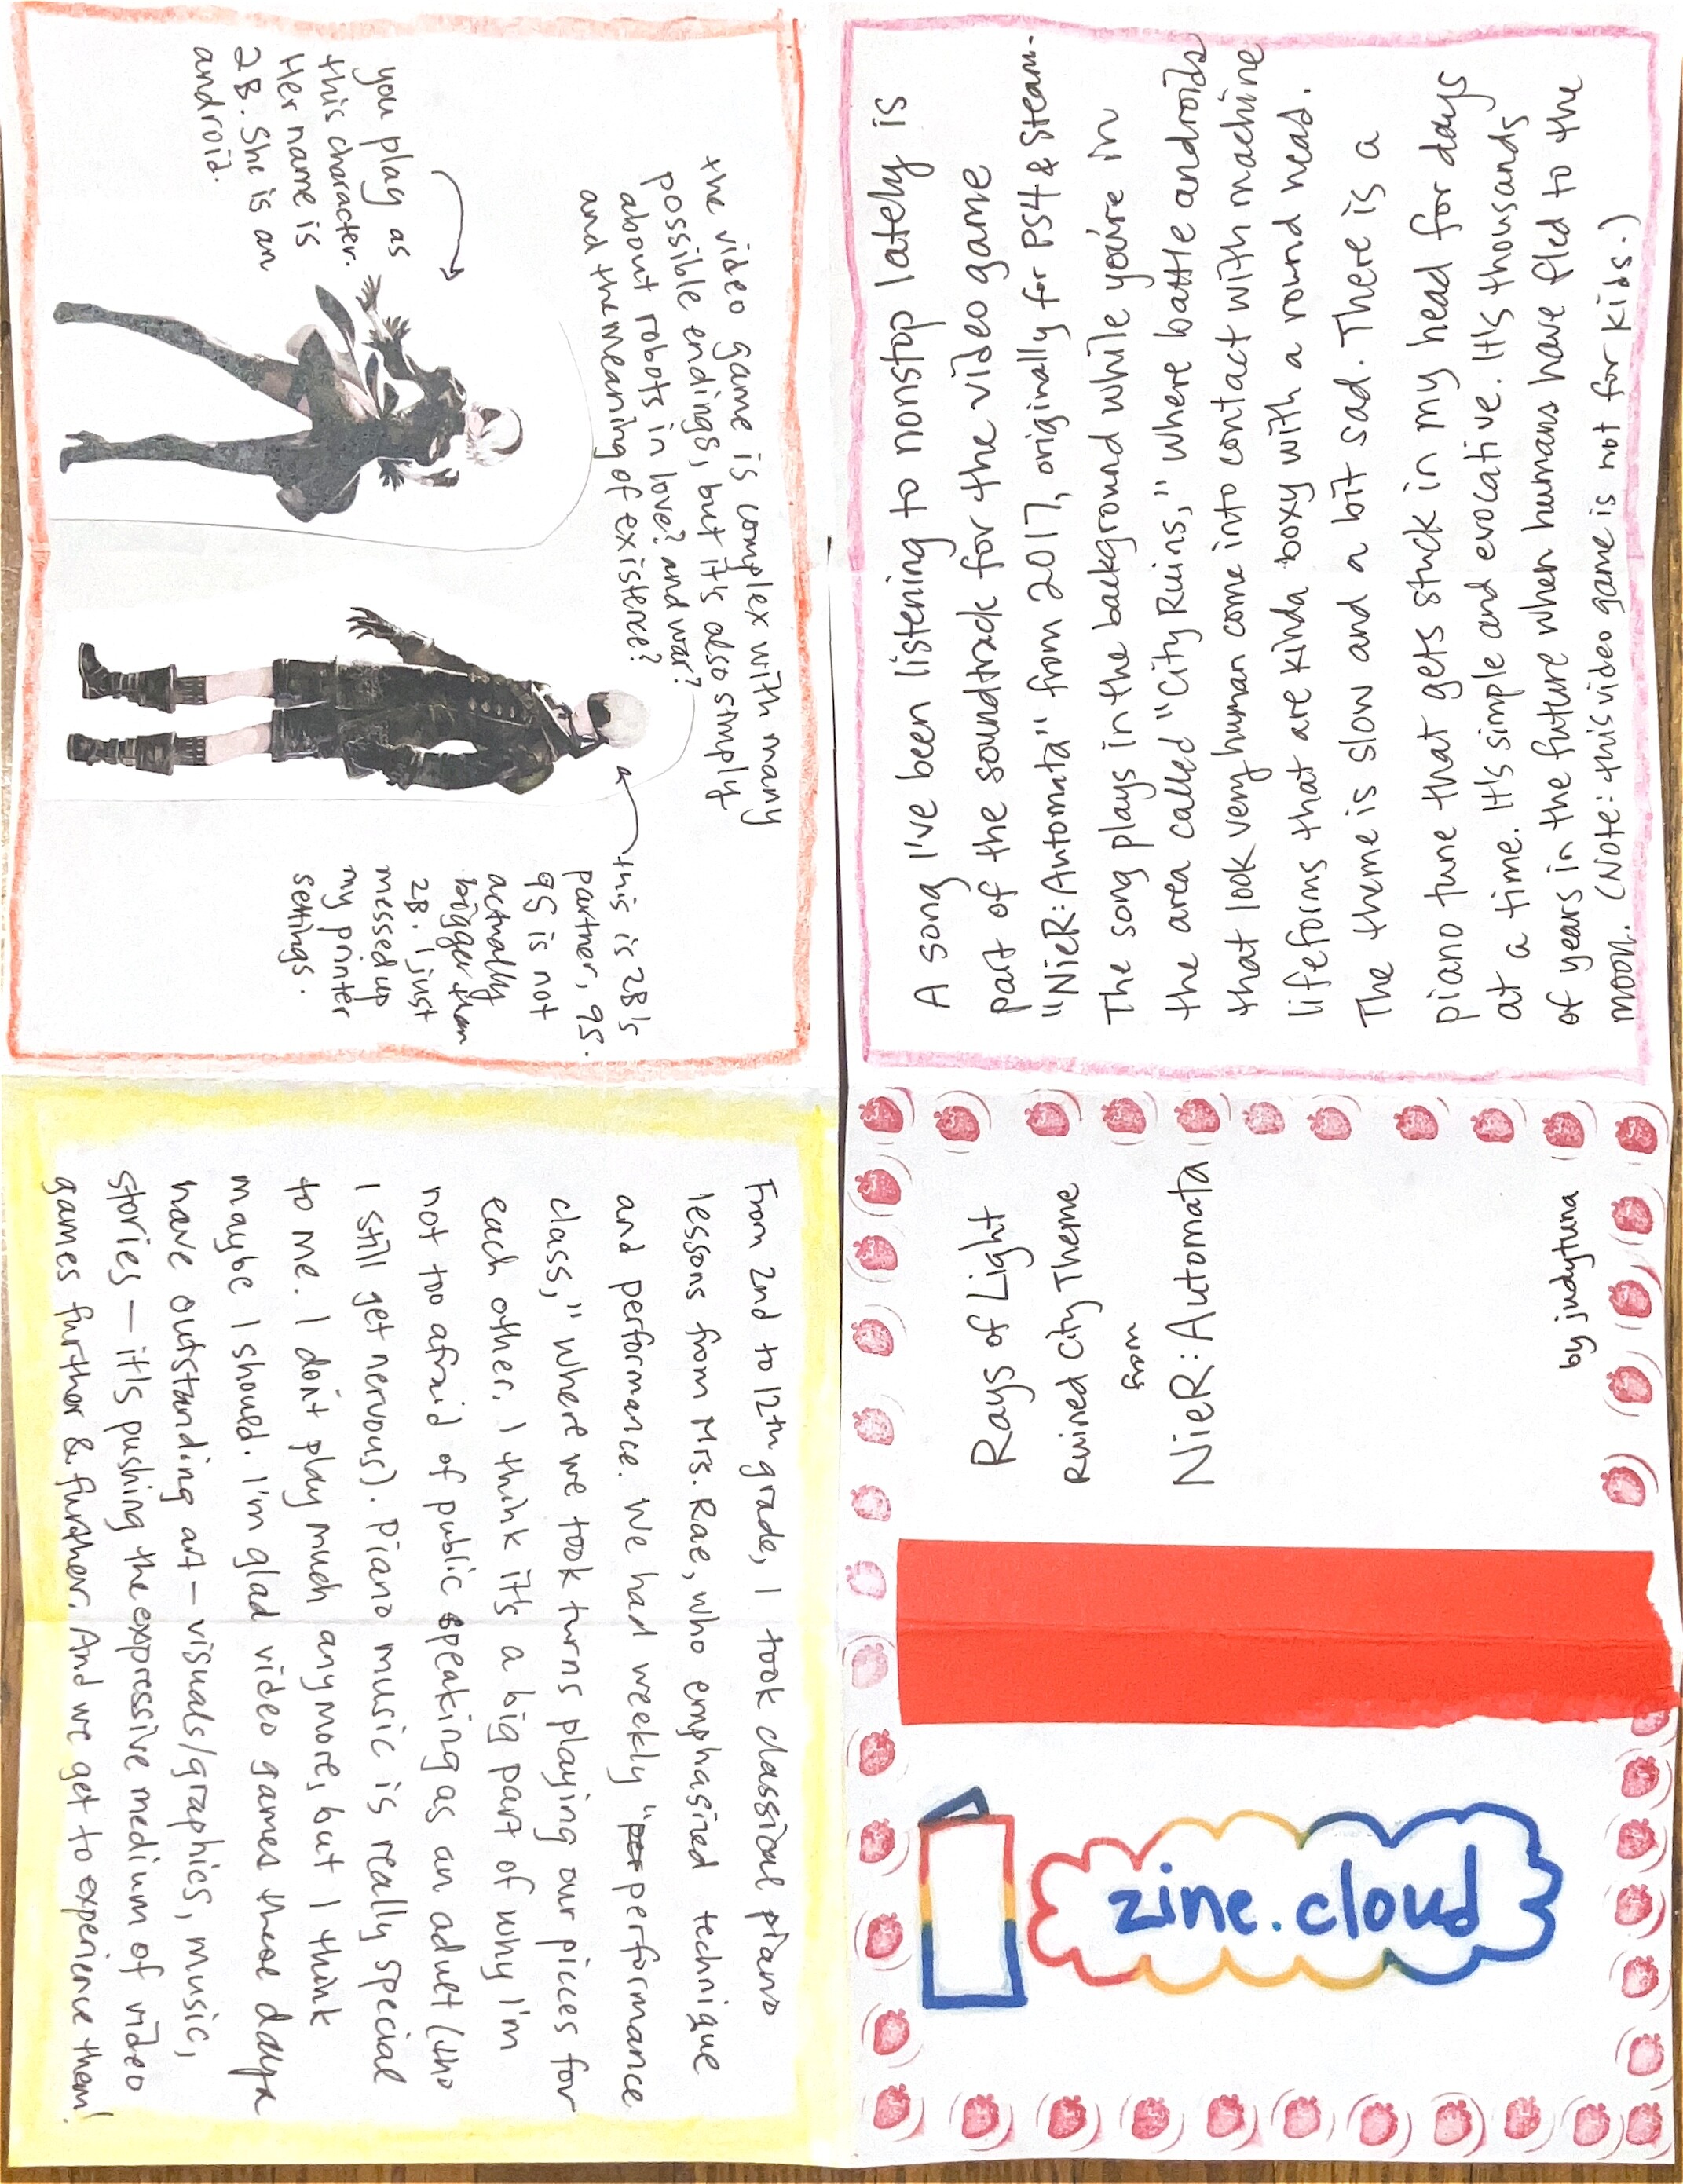 Rays of Light
Ruined City Theme
from
NieR: Automata
by judytuna
zine.cloud
A song I've been listening to nonstop lately is
part of the soundtrack for the video game
"NieR: Automata" from 2017, originally for PS4 & Steam.
The song plays in the background while you're in
the area called "City Ruins," where battle androids
that look very human come into contact with machine
lifeforms that are kinda boxy with a round head.
The theme is slow and a bit sad. There is a
piano tune that gets stuck in my head for days
at a time. It's simple and evocative. It's thousands
of years in the future when humans have fled to the
moon. (Note: this video game is not for kids.)
the video game is complex with many
possible endings, but it's also simply
about robots in love? and war?
and the meaning of existence?
you play as
this character.
Her name is
2B. She is an
android.
this is 2B's
partner, 9S.
9S is not
actually
bigger than
2B. I just
messed up
my printer
settings.
From 2nd to 12th grade, I took classical piano
lessons from Mrs. Rae, who emphasized technique
and performance. We had weekly "performance
class," where we took turns playing our pieces for
each other. I think it's a big part of why I'm
not too afraid of public speaking as an adult (tho
I still get nervous). Piano music is really special
to me. I don't play much anymore, but I think
maybe I should. I'm glad video games these days
have outstanding art – visuals/graphics, music,
stories – it's pushing the expressive medium of video
games further & further. And we get to experience them!